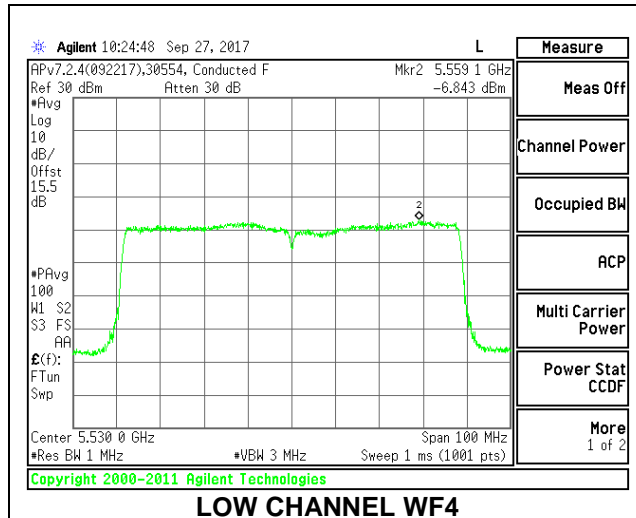 Agilent 10:24:48 Sep 27, 2017 L
APv7.2.4(092217),30554, Conducted F Mkr2 5.559 1 GHz
Ref 30 dBm Atten 30 dB -6.843 dBm
#Avg
Log
10
dB/
Offst
15.5
dB
2
#PAvg
100
W1 S2
S3 FS
AA
£(f):
FTun
Swp
Center 5.530 0 GHz Span 100 MHz
#Res BW 1 MHz #VBW 3 MHz Sweep 1 ms (1001 pts)
Copyright 2000-2011 Agilent Technologies
Measure
Meas Off
Channel Power
Occupied BW
ACP
Multi Carrier
Power
Power Stat
CCDF
More
1 of 2
LOW CHANNEL WF4